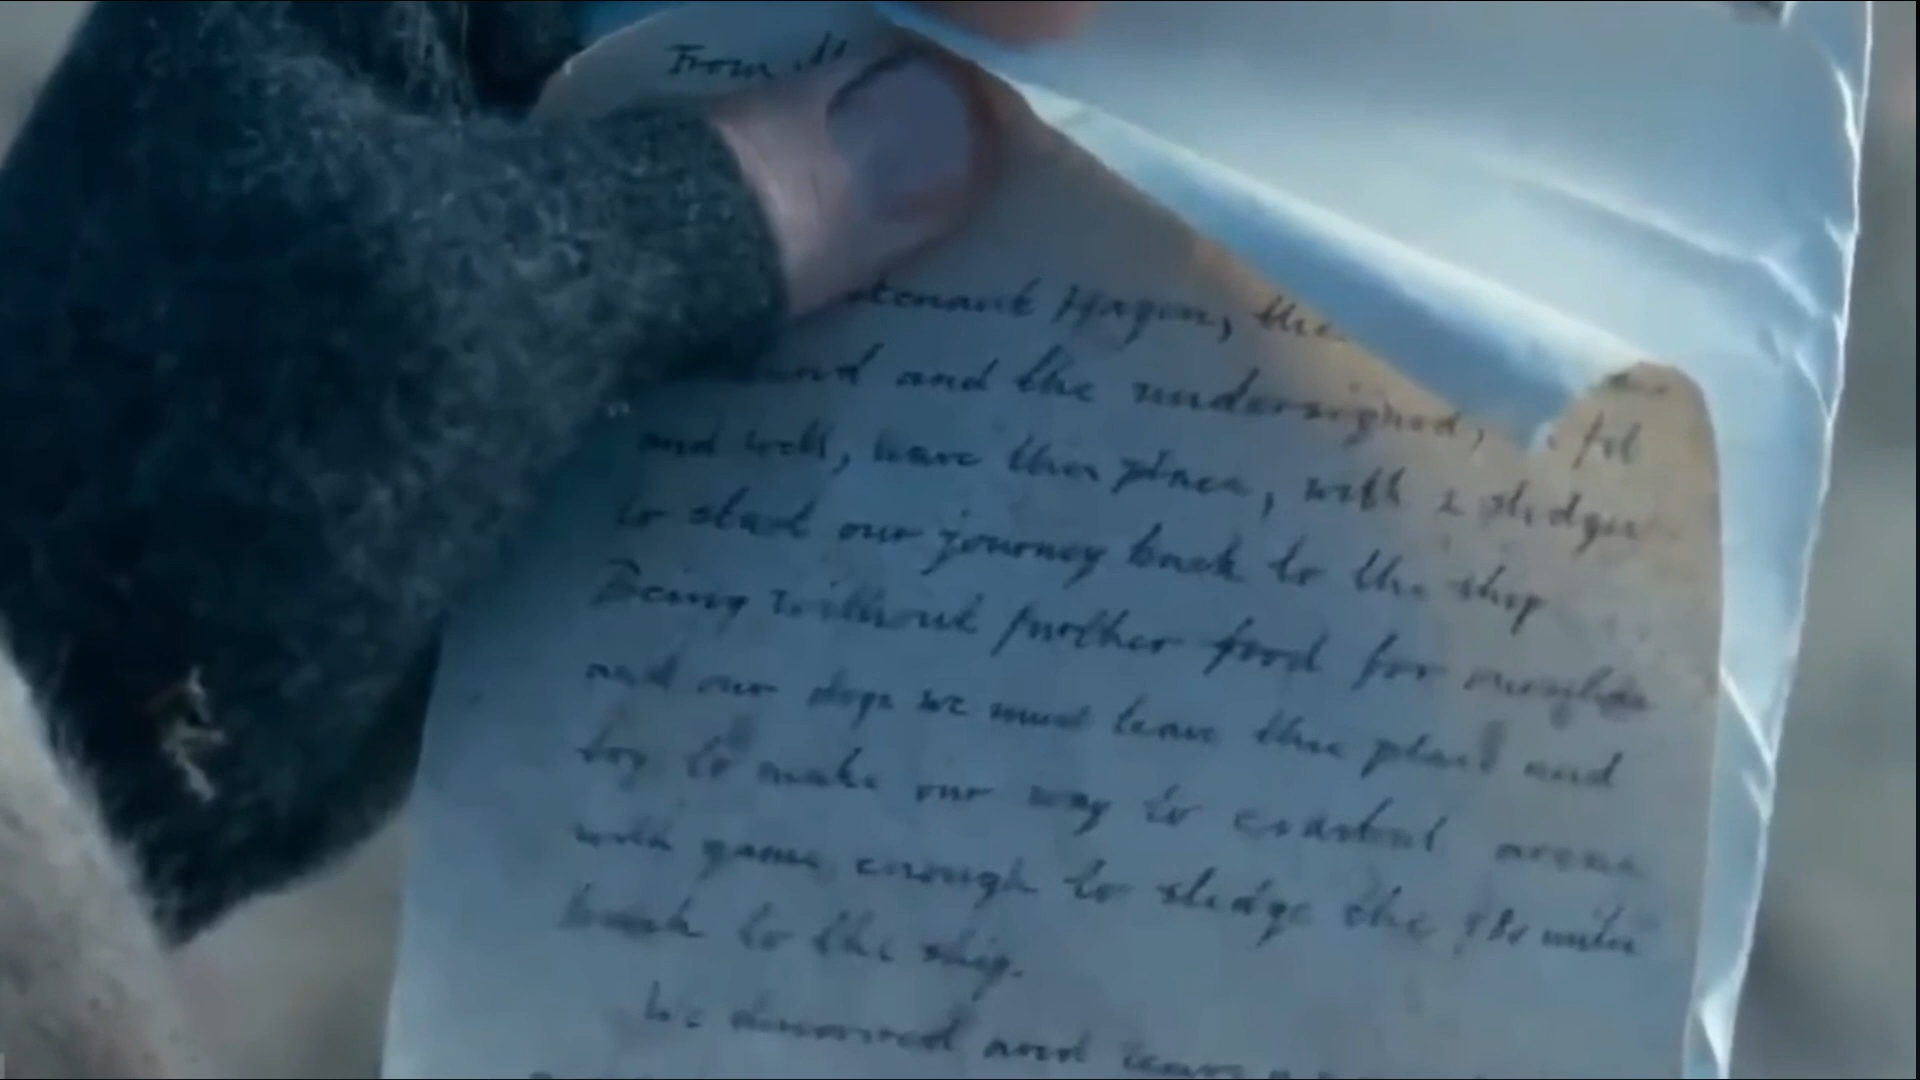 From
tenant Hagen, the
and the undersigned, fit
and well, leave this place, with 2 sledges
to start our journey back to the ship
Being without further food for ourselves
and our dogs we must leave this place and
try to make our way to coastal areas
with game enough to sledge the miles
back to the ship.
We discovered and